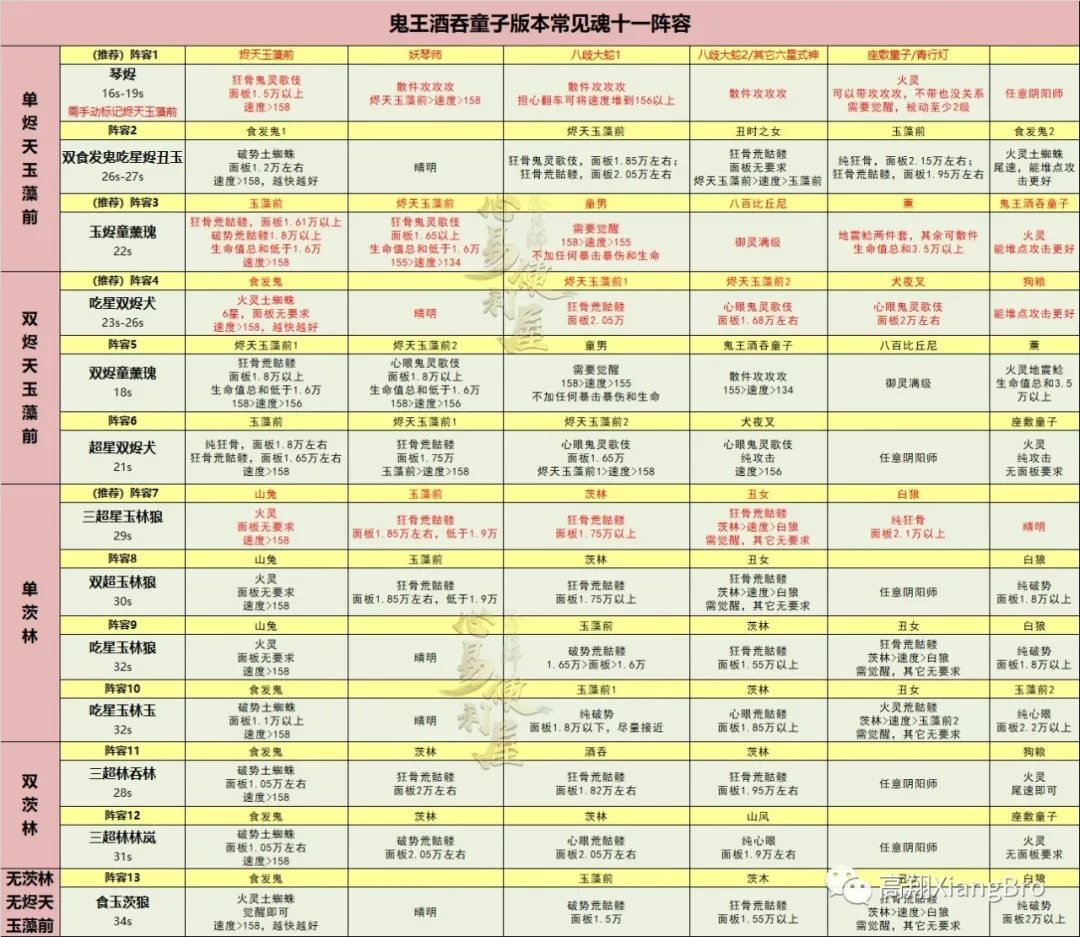 鬼王酒吞童子版本常见魂十一阵容
单烬天玉藻前
(推荐) 阵容1 烬天玉藻前 妖琴师 八歧大蛇1 八歧大蛇2/其它六星式神 座敷童子/青行灯
琴烬 16s-19s 需手动标记烬天玉藻前
狂骨鬼灵歌伎 面板1.5万以上 速度>158
散件攻攻攻 烬天玉藻前>速度>158
散件攻攻攻 担心翻车可将速度堆到156以上
散件攻攻攻
火灵 可以带攻攻攻，不带也没关系 需要觉醒，被动至少2级
任意阴阳师
阵容2 食发鬼1 烬天玉藻前 丑时之女 玉藻前 食发鬼2
双食发鬼吃星烬丑玉 26s-27s
破势土蜘蛛 面板1.2万左右 速度>158，越快越好
晴明
狂骨鬼灵歌伎，面板1.85万左右； 狂骨荒骷髅，面板2.05万左右
狂骨荒骷髅 面板无要求 烬天玉藻前>速度>玉藻前
纯狂骨，面板2.15万左右； 狂骨荒骷髅，面板1.95万左右
火灵土蜘蛛 尾速，能堆点攻击更好
(推荐) 阵容3 玉藻前 烬天玉藻前 童男 八百比丘尼 薰 鬼王酒吞童子
玉烬童薰瑰 22s
狂骨荒骷髅，面板1.61万以上 破势荒骷髅1.8万以上 生命值总和低于1.6万 速度>158
狂骨鬼灵歌伎 面板1.65以上 生命值总和低于1.6万 155>速度>134
需要觉醒 158>速度>155 不加任何暴击暴伤和生命
御灵满级
地震鲶两件套，其余可散件 生命值总和3.5万以上
火灵 能堆点攻击更好
双烬天玉藻前
(推荐) 阵容4 食发鬼 烬天玉藻前1 烬天玉藻前2 犬夜叉 狗粮
吃星双烬犬 23s-26s
火灵土蜘蛛 6星，面板无要求 速度>158，越快越好
晴明
狂骨荒骷髅 面板2.05万
心眼鬼灵歌伎 面板1.68万左右
心眼鬼灵歌伎 面板2万左右
能堆点攻击更好
阵容5 烬天玉藻前1 烬天玉藻前2 童男 鬼王酒吞童子 八百比丘尼 薰
双烬童薰瑰 18s
狂骨荒骷髅 面板1.8万以上 生命值总和低于1.6万 158>速度>156
心眼鬼灵歌伎 面板1.8万以上 生命值总和低于1.6万 158>速度>156
需要觉醒 158>速度>155 不加任何暴击暴伤和生命
散件攻攻攻 155>速度>134
御灵满级
火灵地震鲶 生命值总和3.5万以上
阵容6 玉藻前 烬天玉藻前1 烬天玉藻前2 犬夜叉 座敷童子
超星双烬犬 21s
纯狂骨，面板1.8万左右 狂骨荒骷髅，面板1.65万左右 速度>158
狂骨荒骷髅 面板1.75万 玉藻前>速度>158
心眼鬼灵歌伎 面板1.65万 烬天玉藻前1>速度>158
心眼鬼灵歌伎 纯攻击 速度>156
任意阴阳师
火灵 纯攻击 无面板要求
单茨林
(推荐) 阵容7 山兔 玉藻前 茨林 丑女 白狼
三超星玉林狼 29s
火灵 面板无要求 速度>158
狂骨荒骷髅 面板1.85万左右，低于1.9万
狂骨荒骷髅 面板1.75万以上
狂骨荒骷髅 茨林>速度>白狼 需觉醒，其它无要求
纯狂骨 面板2.1万以上
晴明
阵容8 山兔 玉藻前 茨林 丑女 白狼
双超玉林狼 30s
火灵 面板无要求 速度>158
狂骨荒骷髅 面板1.85万左右，低于1.9万
狂骨荒骷髅 面板1.75万以上
狂骨荒骷髅 茨林>速度>白狼 需觉醒，其它无要求
任意阴阳师
纯破势 面板1.8万以上
阵容9 山兔 玉藻前 茨林 丑女 白狼
吃星玉林狼 32s
火灵 面板无要求 速度>158
晴明
破势荒骷髅 1.65万>面板>1.6万
狂骨荒骷髅 面板1.55万以上
狂骨荒骷髅 茨林>速度>白狼 需觉醒，其它无要求
纯破势 面板1.8万以上
阵容10 食发鬼 玉藻前1 茨林 丑女 玉藻前2
吃星玉林玉 32s
破势土蜘蛛 面板1.1万以上 速度>158
晴明
纯破势 面板1.8万以下，尽量接近
心眼荒骷髅 面板1.85万以上
火灵荒骷髅 茨林>速度>玉藻前2 需觉醒，其它无要求
纯心眼 面板2.2万以上
双茨林
阵容11 食发鬼 茨林 酒吞 茨林 狗粮
三超林吞林 28s
破势土蜘蛛 面板1.05万左右 速度>158
狂骨荒骷髅 面板2万左右
狂骨荒骷髅 面板1.82万左右
狂骨荒骷髅 面板1.95万左右
任意阴阳师
火灵 尾速即可
阵容12 食发鬼 茨林 茨林 山风 座敷童子
三超林林岚 31s
破势土蜘蛛 面板1.05万左右 速度>158
破势荒骷髅 面板2.05万左右
心眼荒骷髅 面板2.05万左右
纯心眼 面板1.9万左右
任意阴阳师
火灵 无面板要求
无茨林无烬天玉藻前
阵容13 食发鬼 玉藻前 茨木 白狼
食玉茨狼 34s
火灵土蜘蛛 觉醒即可 速度>158，越快越好
晴明
破势荒骷髅 面板1.5万
狂骨荒骷髅 面板1.55万以上
狂骨荒骷髅 茨林>速度>白狼 需觉醒，其它无要求
纯破势 面板2万以上
高翔XiangBro